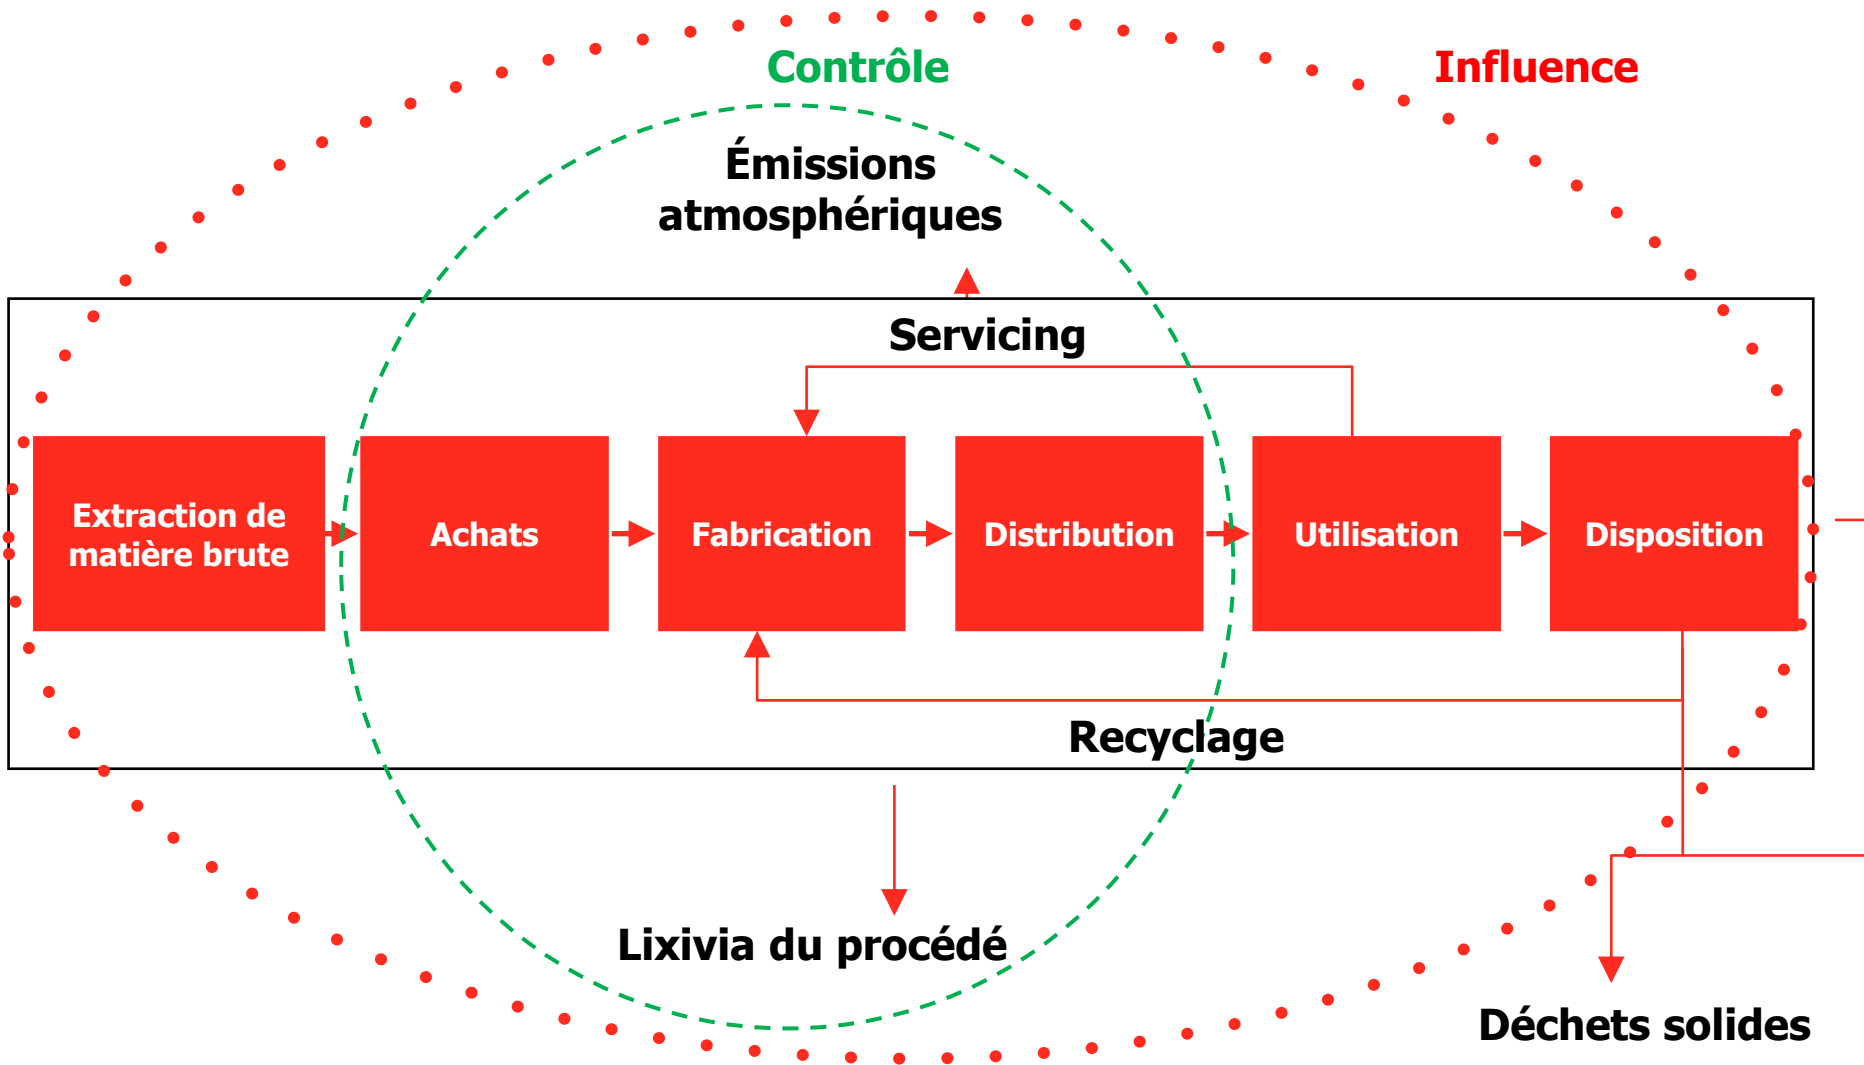 Contrôle
Influence
Émissions
atmosphériques
Servicing
Extraction de
matière brute
Achats
Fabrication
Distribution
Utilisation
Disposition
Recyclage
Lixivia du procédé
Déchets solides